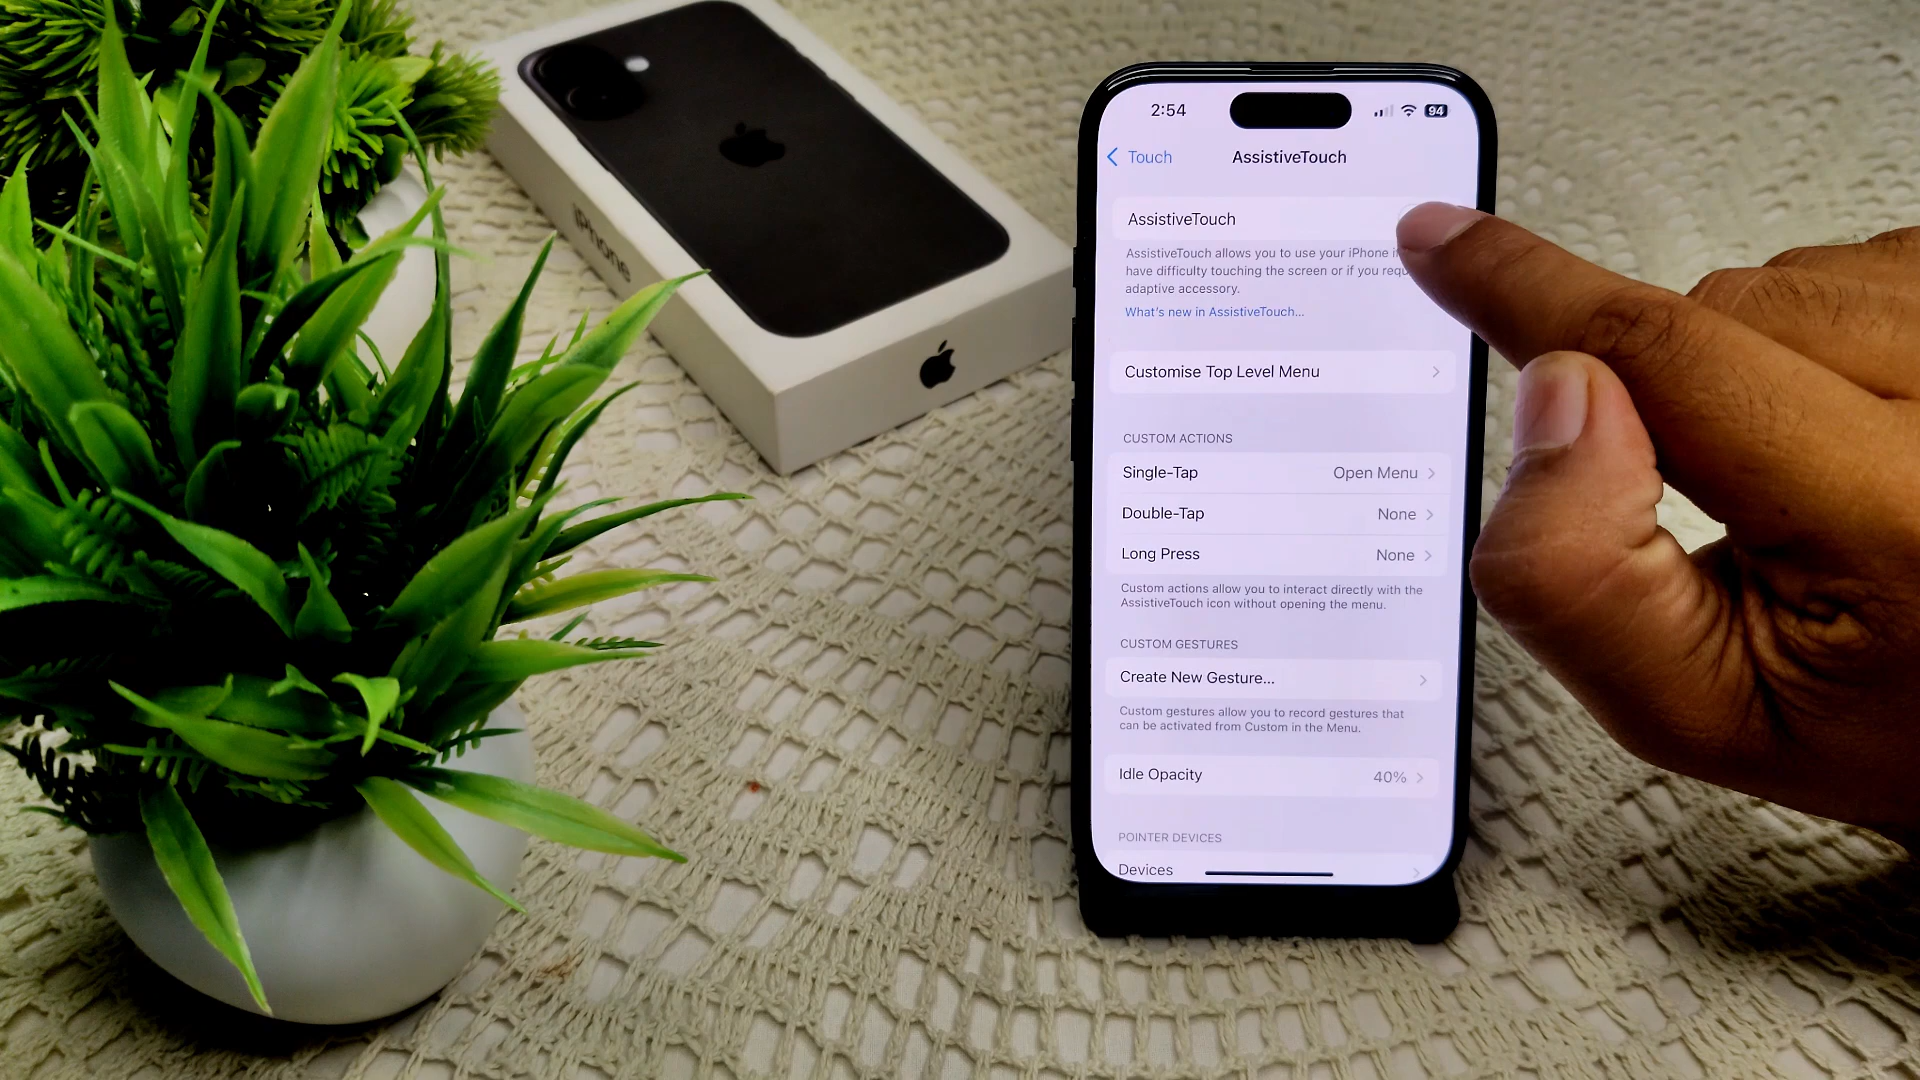 iPhone
2:54
94
Touch
AssistiveTouch
AssistiveTouch
AssistiveTouch allows you to use your iPhone
have difficulty touching the screen or if you
adaptive accessory.
What's new in AssistiveTouch...
Customise Top Level Menu
CUSTOM ACTIONS
Single-Tap Open Menu
Double-Tap None
Long Press None
Custom actions allow you to interact directly with the
AssistiveTouch icon without opening the menu.
CUSTOM GESTURES
Create New Gesture...
Custom gestures allow you to record gestures that
can be activated from Custom in the Menu.
Idle Opacity 40%
POINTER DEVICES
Devices